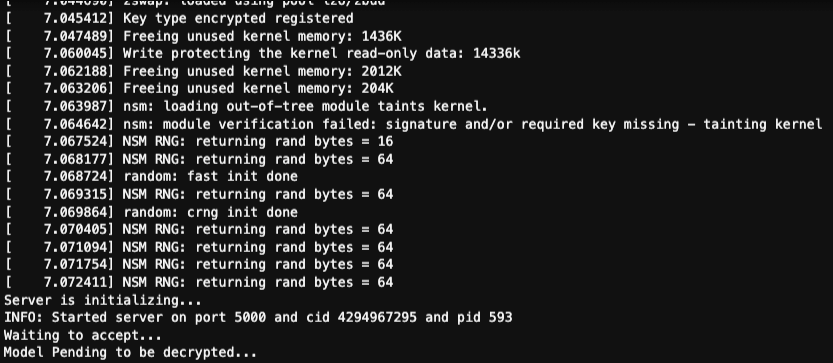 [    7.045412] Key type encrypted registered
[    7.047489] Freeing unused kernel memory: 1436K
[    7.060045] Write protecting the kernel read-only data: 14336k
[    7.062188] Freeing unused kernel memory: 2012K
[    7.063206] Freeing unused kernel memory: 204K
[    7.063987] nsm: loading out-of-tree module taints kernel.
[    7.064642] nsm: module verification failed: signature and/or required key missing - tainting kernel
[    7.067524] NSM RNG: returning rand bytes = 16
[    7.068177] NSM RNG: returning rand bytes = 64
[    7.068724] random: fast init done
[    7.069315] NSM RNG: returning rand bytes = 64
[    7.069864] random: crng init done
[    7.070405] NSM RNG: returning rand bytes = 64
[    7.071094] NSM RNG: returning rand bytes = 64
[    7.071754] NSM RNG: returning rand bytes = 64
[    7.072411] NSM RNG: returning rand bytes = 64
Server is initializing...
INFO: Started server on port 5000 and cid 4294967295 and pid 593
Waiting to accept...
Model Pending to be decrypted...